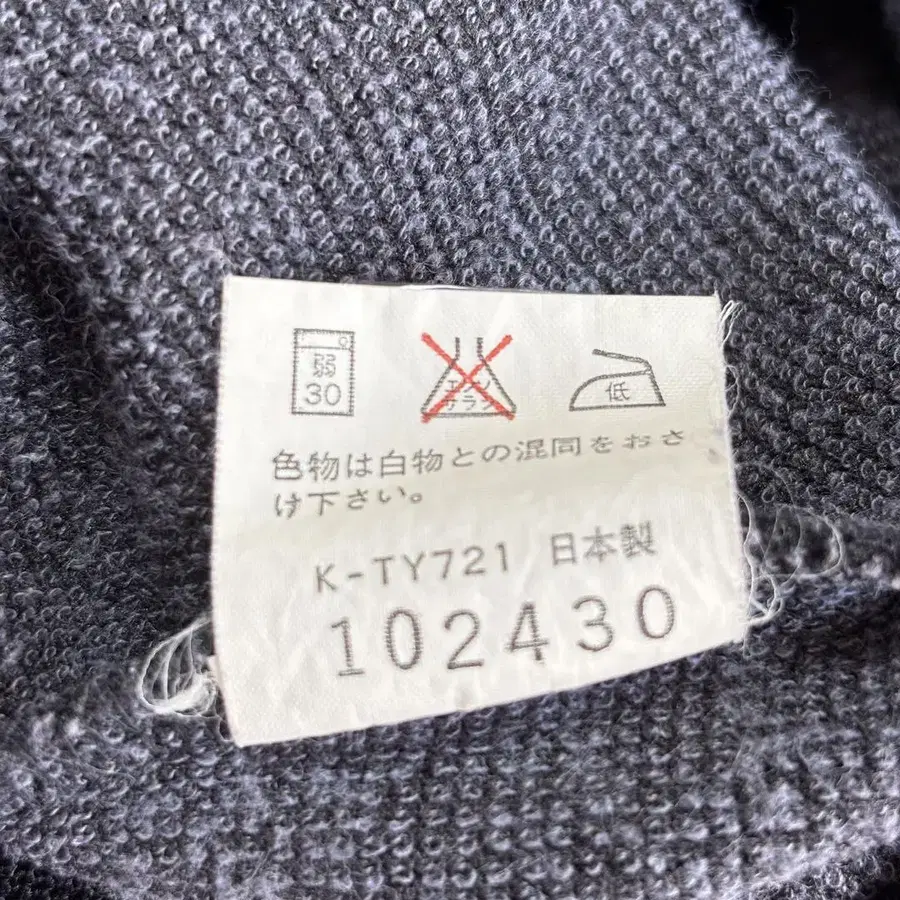 弱
30
エンソ
サラシ
低
色物は白物との混同をおさ
け下さい。
K-TY721 日本製
102430